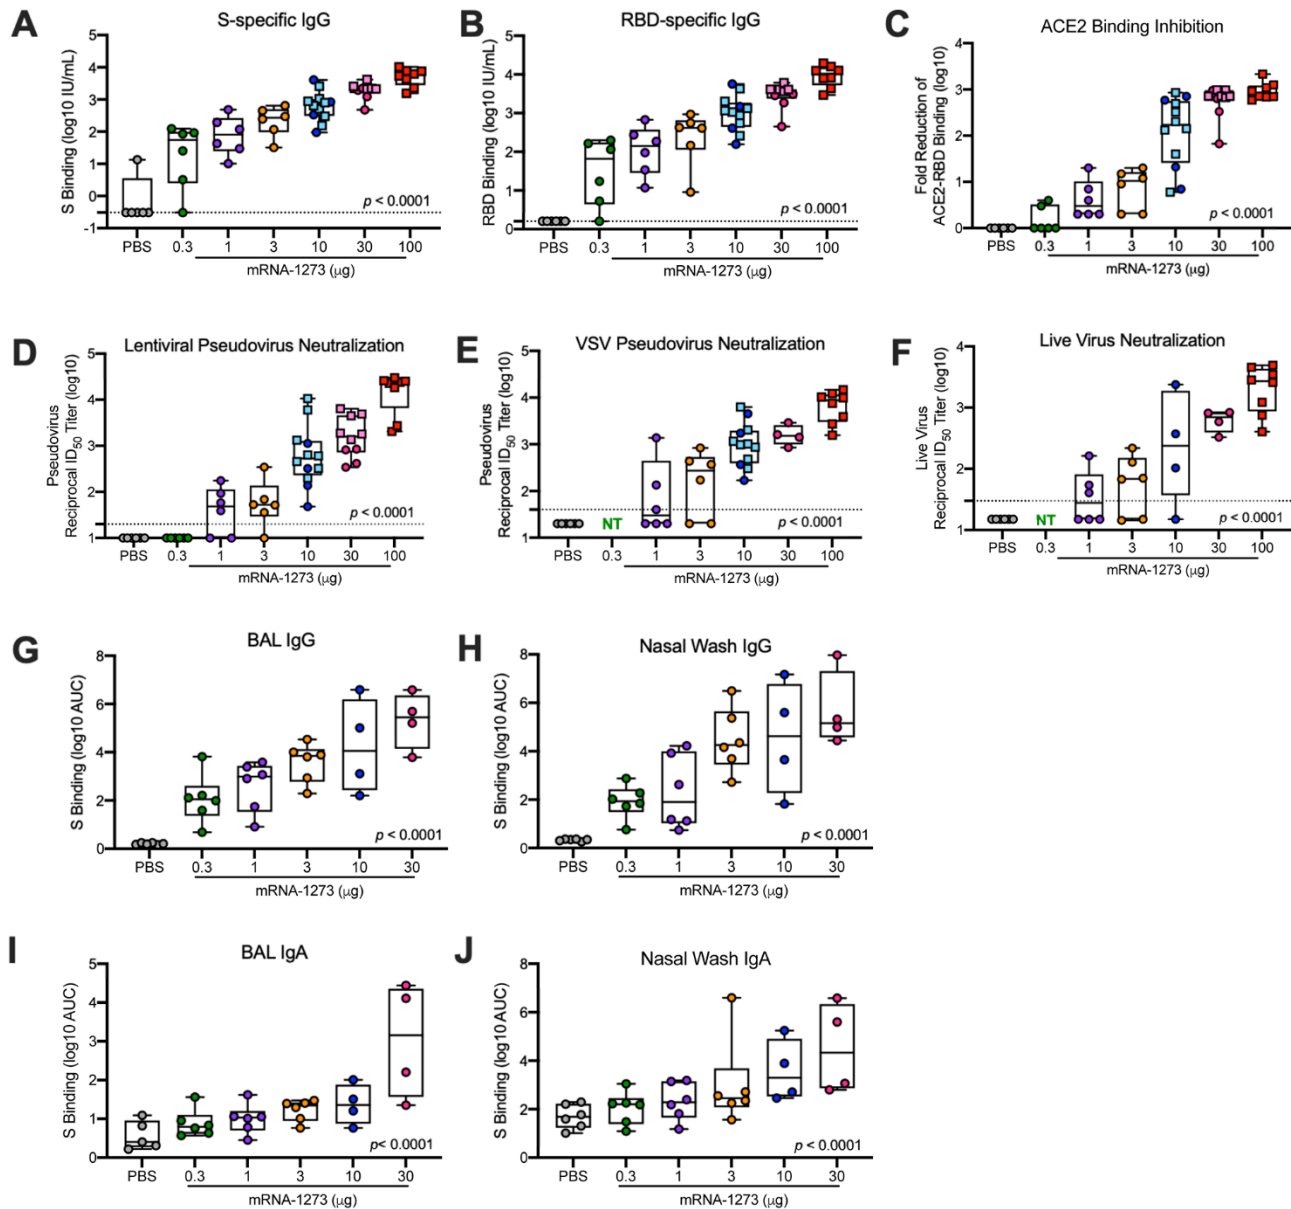 A
S-specific IgG
S Binding (log10 IU/mL)
5
4
3
2
1
0
-1
p < 0.0001
PBS 0.3 1 3 10 30 100
mRNA-1273 (μg)
B
RBD-specific IgG
RBD Binding (log10 IU/mL)
5
4
3
2
1
0
p < 0.0001
PBS 0.3 1 3 10 30 100
mRNA-1273 (μg)
C
ACE2 Binding Inhibition
Fold Reduction of
ACE2-RBD Binding (log10)
4
3
2
1
0
p < 0.0001
PBS 0.3 1 3 10 30 100
mRNA-1273 (μg)
D
Lentiviral Pseudovirus Neutralization
Pseudovirus
Reciprocal ID50 Titer (log10)
5
4
3
2
1
p < 0.0001
PBS 0.3 1 3 10 30 100
mRNA-1273 (μg)
E
VSV Pseudovirus Neutralization
Pseudovirus
Reciprocal ID50 Titer (log10)
5
4
3
2
1
NT
p < 0.0001
PBS 0.3 1 3 10 30 100
mRNA-1273 (μg)
F
Live Virus Neutralization
Live Virus
Reciprocal ID50 Titer (log10)
4
3
2
1
NT
p < 0.0001
PBS 0.3 1 3 10 30 100
mRNA-1273 (μg)
G
BAL IgG
S Binding (log10 AUC)
8
6
4
2
0
p < 0.0001
PBS 0.3 1 3 10 30
mRNA-1273 (μg)
H
Nasal Wash IgG
S Binding (log10 AUC)
8
6
4
2
0
p < 0.0001
PBS 0.3 1 3 10 30
mRNA-1273 (μg)
I
BAL IgA
S Binding (log10 AUC)
5
4
3
2
1
0
p< 0.0001
PBS 0.3 1 3 10 30
mRNA-1273 (μg)
J
Nasal Wash IgA
S Binding (log10 AUC)
8
6
4
2
0
p < 0.0001
PBS 0.3 1 3 10 30
mRNA-1273 (μg)